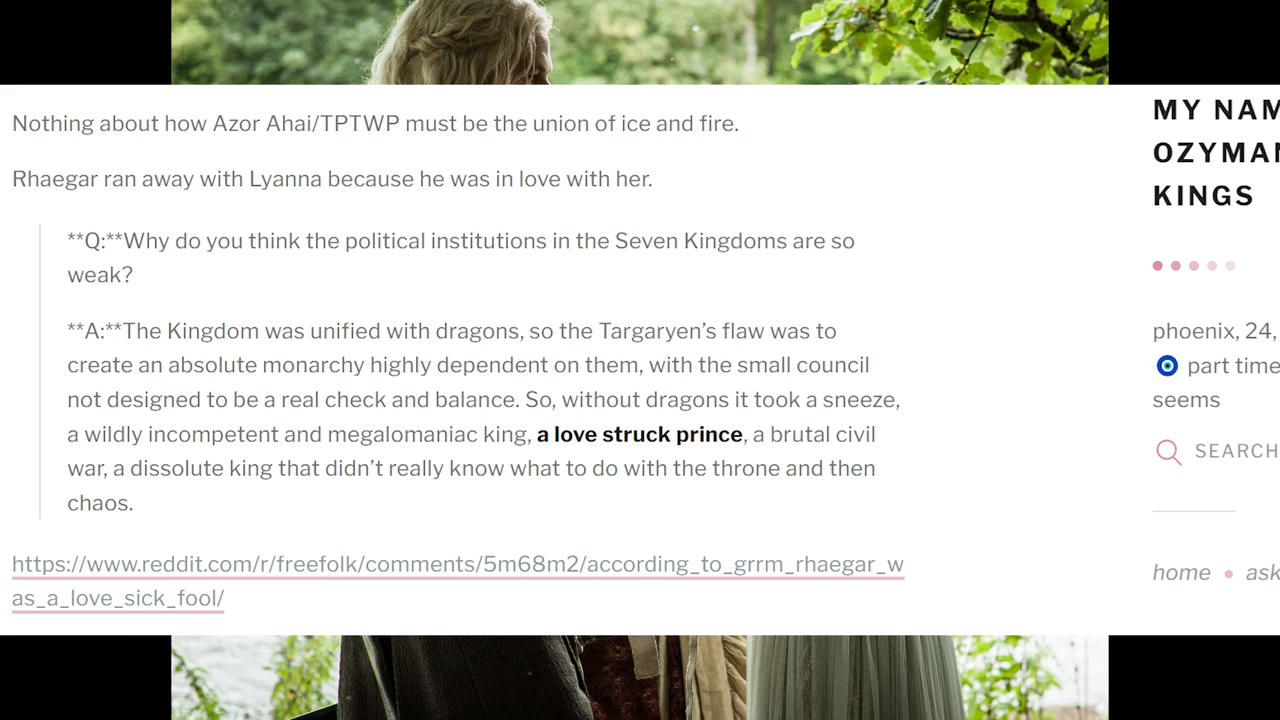 Nothing about how Azor Ahai/TPTWP must be the union of ice and fire.
Rhaegar ran away with Lyanna because he was in love with her.
**Q:**Why do you think the political institutions in the Seven Kingdoms are so
weak?
**A:**The Kingdom was unified with dragons, so the Targaryen’s flaw was to
create an absolute monarchy highly dependent on them, with the small council
not designed to be a real check and balance. So, without dragons it took a sneeze,
a wildly incompetent and megalomaniac king, a love struck prince, a brutal civil
war, a dissolute king that didn’t really know what to do with the throne and then
chaos.
https://www.reddit.com/r/freefolk/comments/5m68m2/according_to_grrm_rhaegar_w
as_a_love_sick_fool/
MY NAM
OZYMAN
KINGS
phoenix, 24,
part time
seems
SEARCH
home • ask